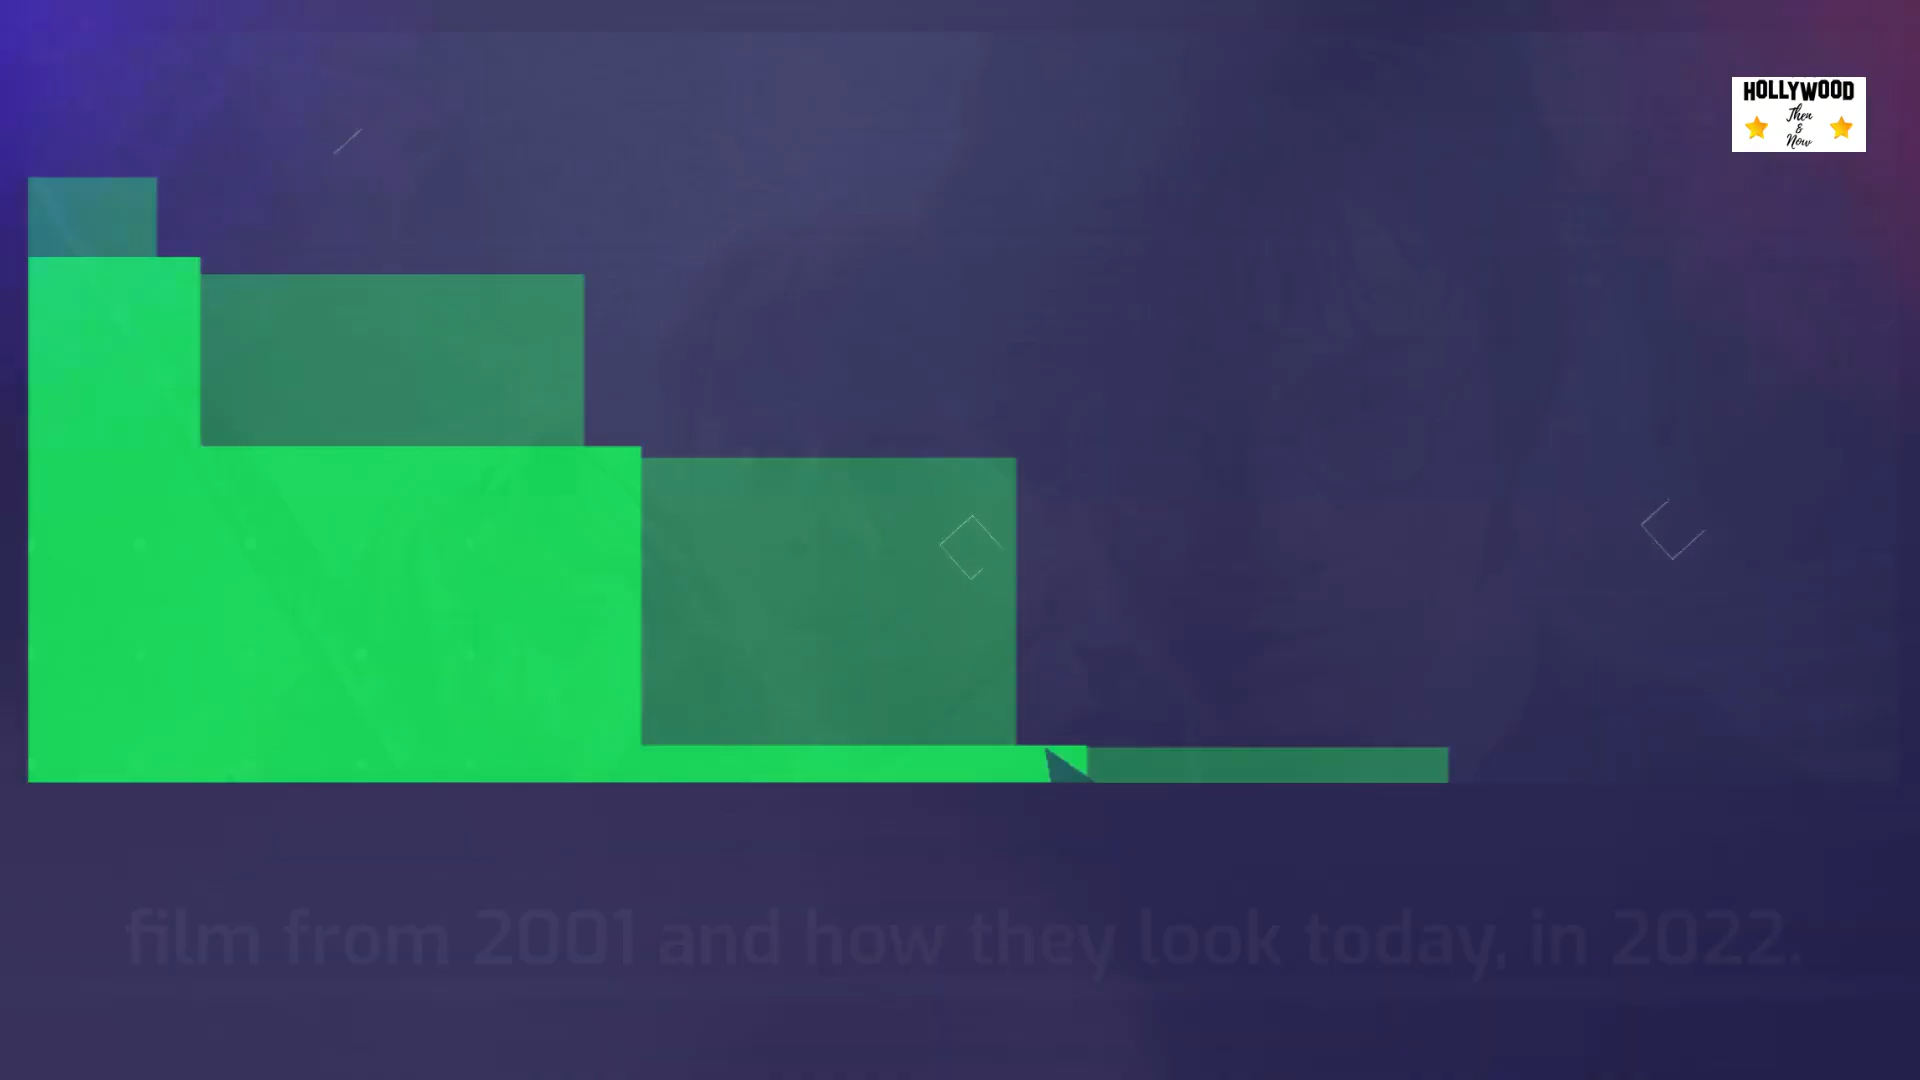 HOLLYWOOD
Then
&
Now
film from 2001 and how they look today, in 2022.